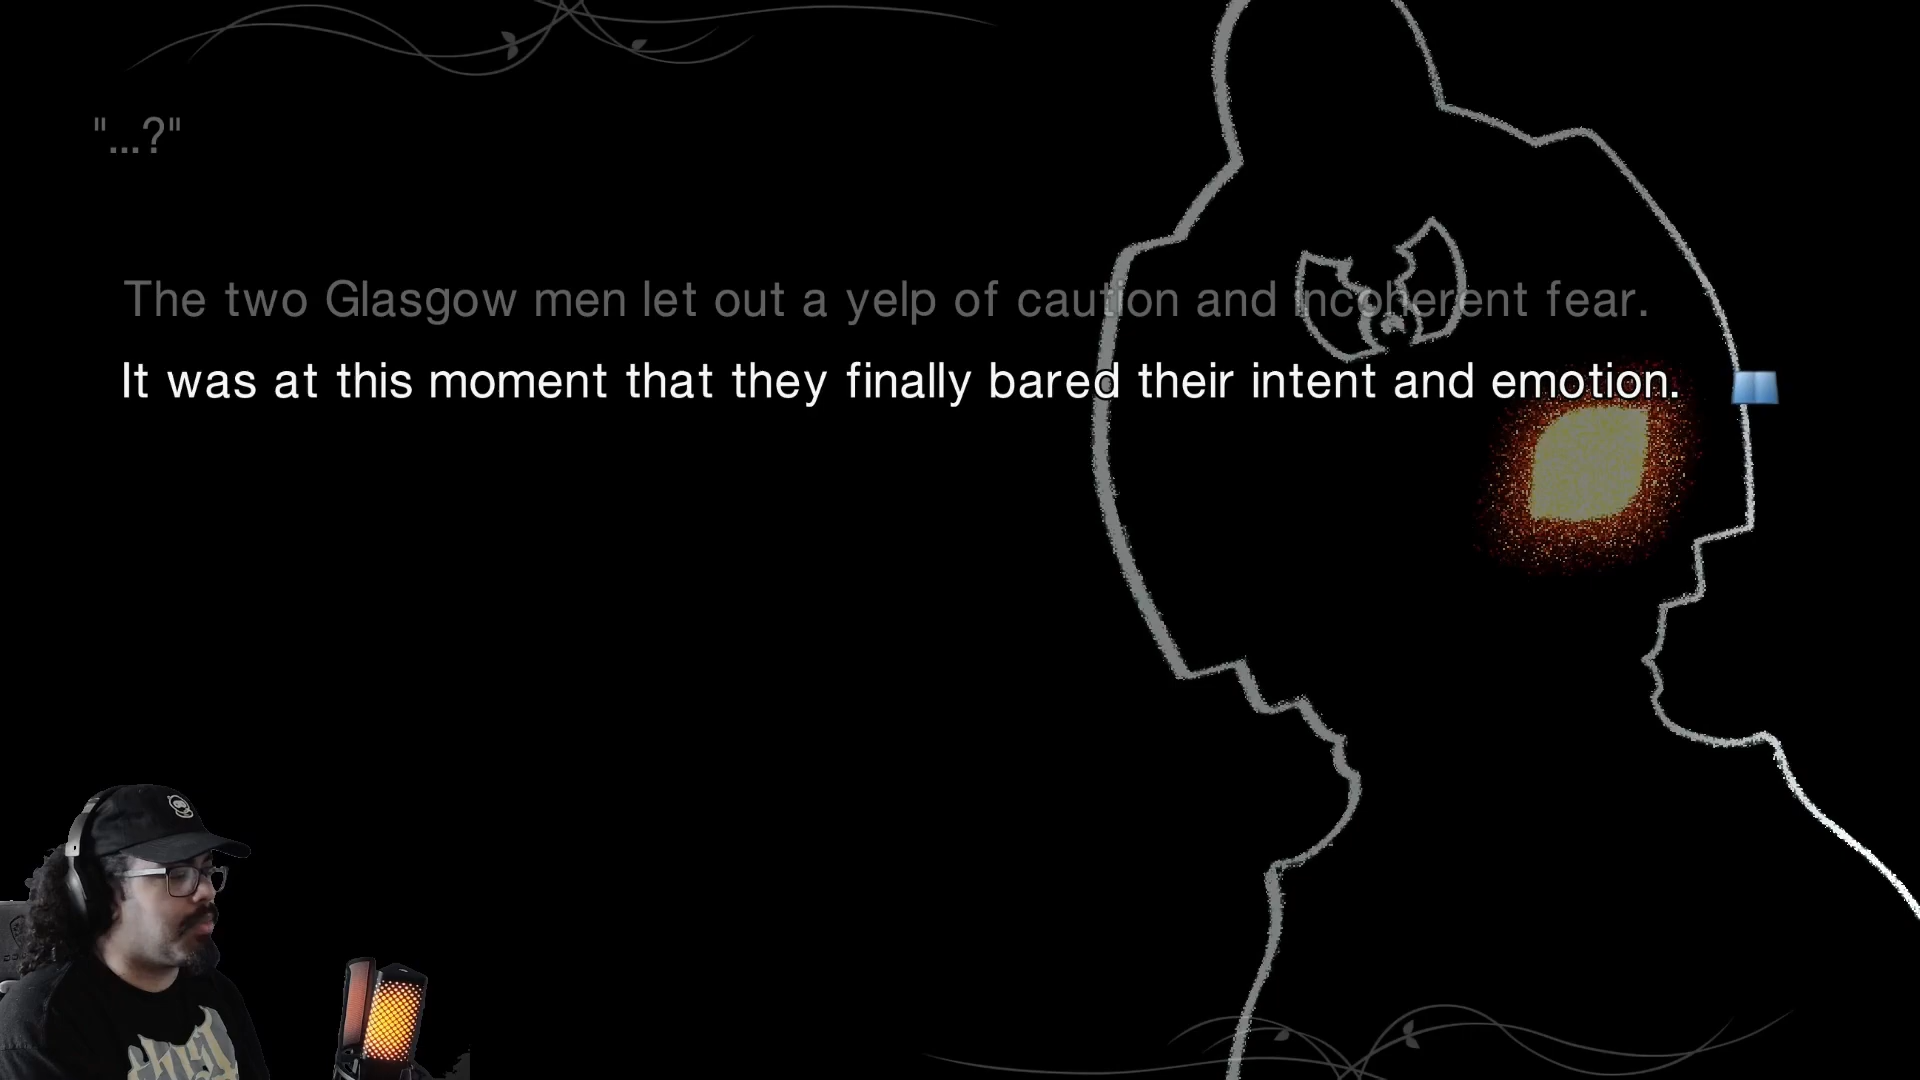 "...?"
The two Glasgow men let out a yelp of caution and incoherent fear.
It was at this moment that they finally bared their intent and emotion.